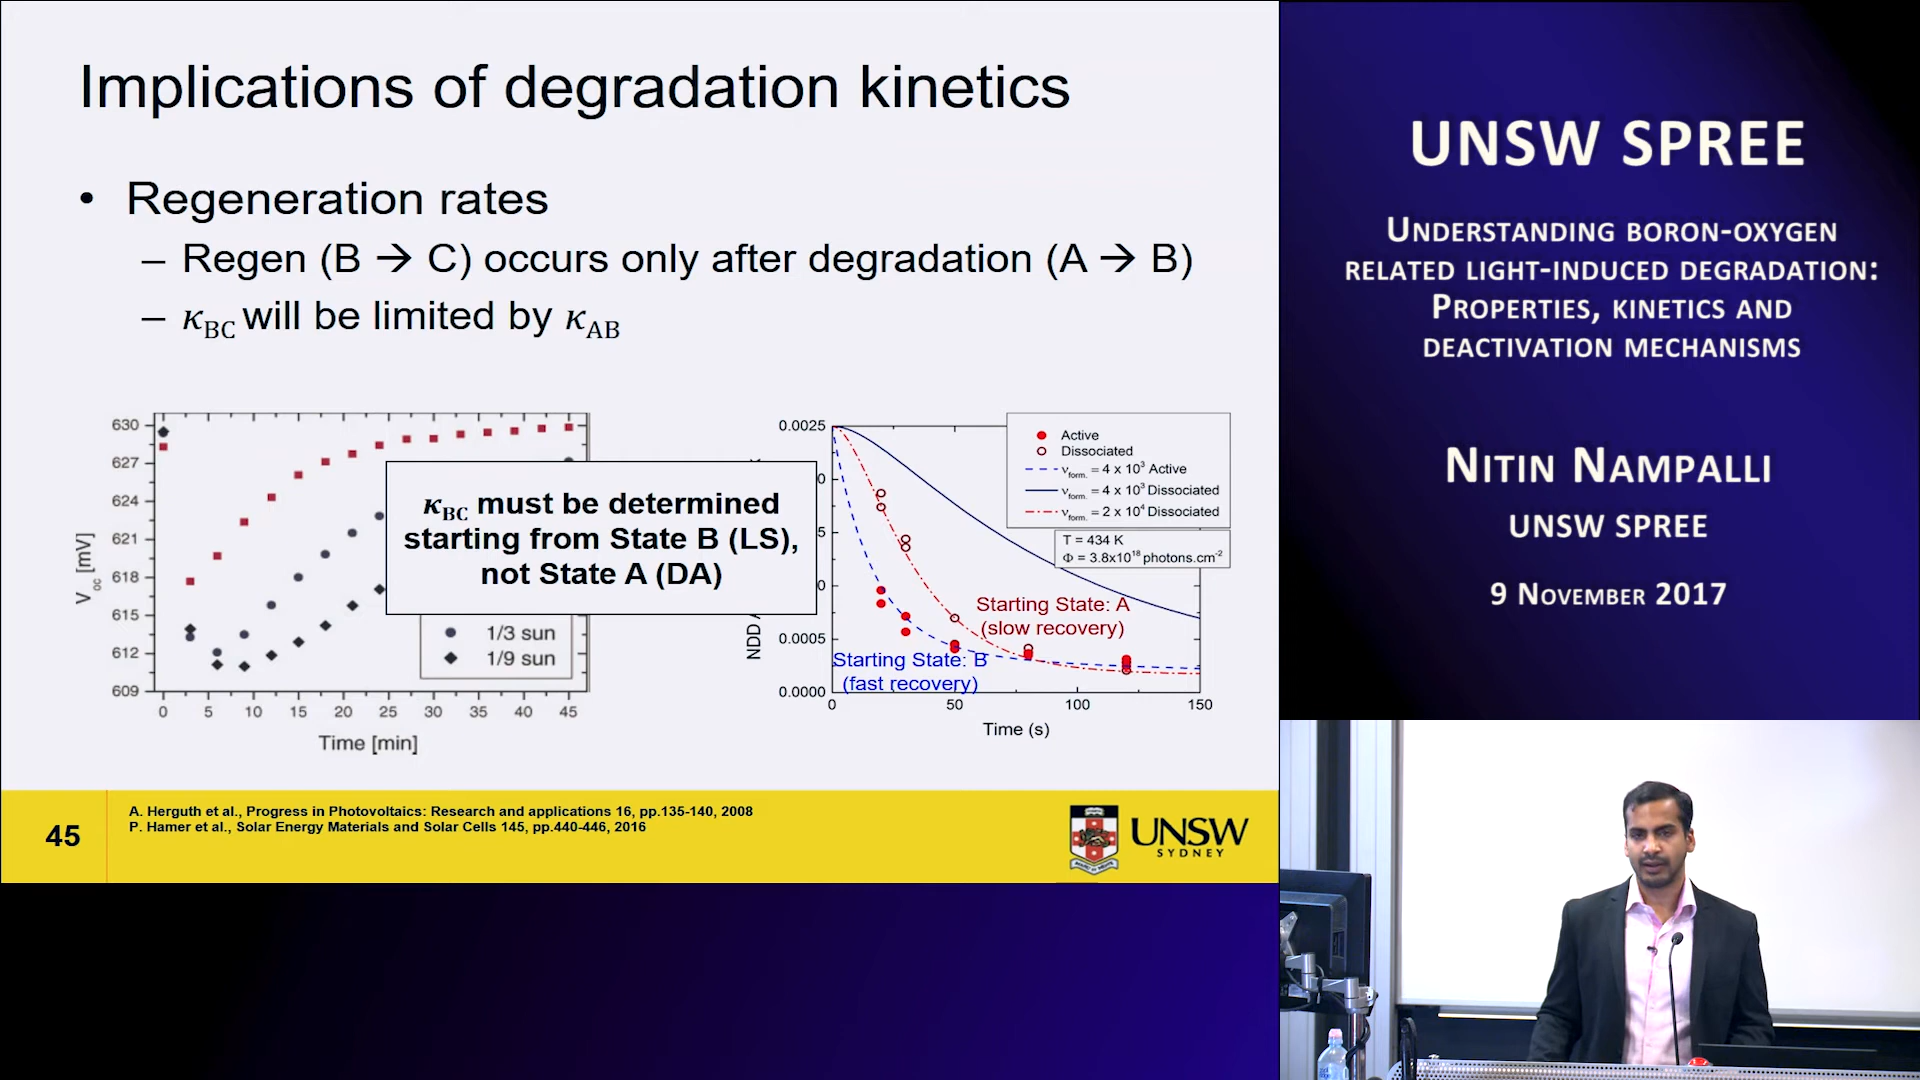 Implications of degradation kinetics
• Regeneration rates
– Regen (B → C) occurs only after degradation (A → B)
– κBC will be limited by κAB
630
627
624
621
618
615
612
609
Voc [mV]
0
5
10
15
20
25
30
35
40
45
Time [min]
1/3 sun
1/9 sun
κBC must be determined
starting from State B (LS),
not State A (DA)
0.0025
0.0005
0.0000
NDD
0
50
100
150
Time (s)
Active
Dissociated
νform. = 4 x 10³ Active
νform. = 4 x 10³ Dissociated
νform. = 2 x 10⁴ Dissociated
T = 434 K
Φ = 3.8x10¹⁸ photons.cm⁻²
Starting State: A
(slow recovery)
Starting State: B
(fast recovery)
45
A. Herguth et al., Progress in Photovoltaics: Research and applications 16, pp.135-140, 2008
P. Hamer et al., Solar Energy Materials and Solar Cells 145, pp.440-446, 2016
UNSW
SYDNEY
UNSW SPREE
UNDERSTANDING BORON-OXYGEN
RELATED LIGHT-INDUCED DEGRADATION:
PROPERTIES, KINETICS AND
DEACTIVATION MECHANISMS
NITIN NAMPALLI
UNSW SPREE
9 NOVEMBER 2017